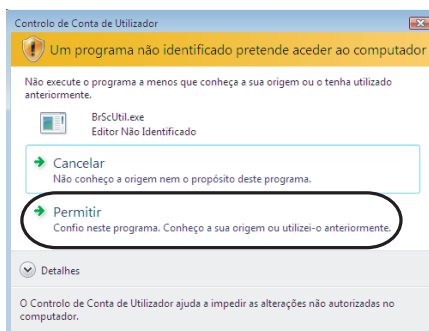 Controlo de Conta de Utilizador
Um programa não identificado pretende aceder ao computador
Não execute o programa a menos que conheça a sua origem ou o tenha utilizado
anteriormente.
BrScUtil.exe
Editor Não Identificado
Cancelar
Não conheço a origem nem o propósito deste programa.
Permitir
Confio neste programa. Conheço a sua origem ou utilizei-o anteriormente.
Detalhes
O Controlo de Conta de Utilizador ajuda a impedir as alterações não autorizadas no
computador.